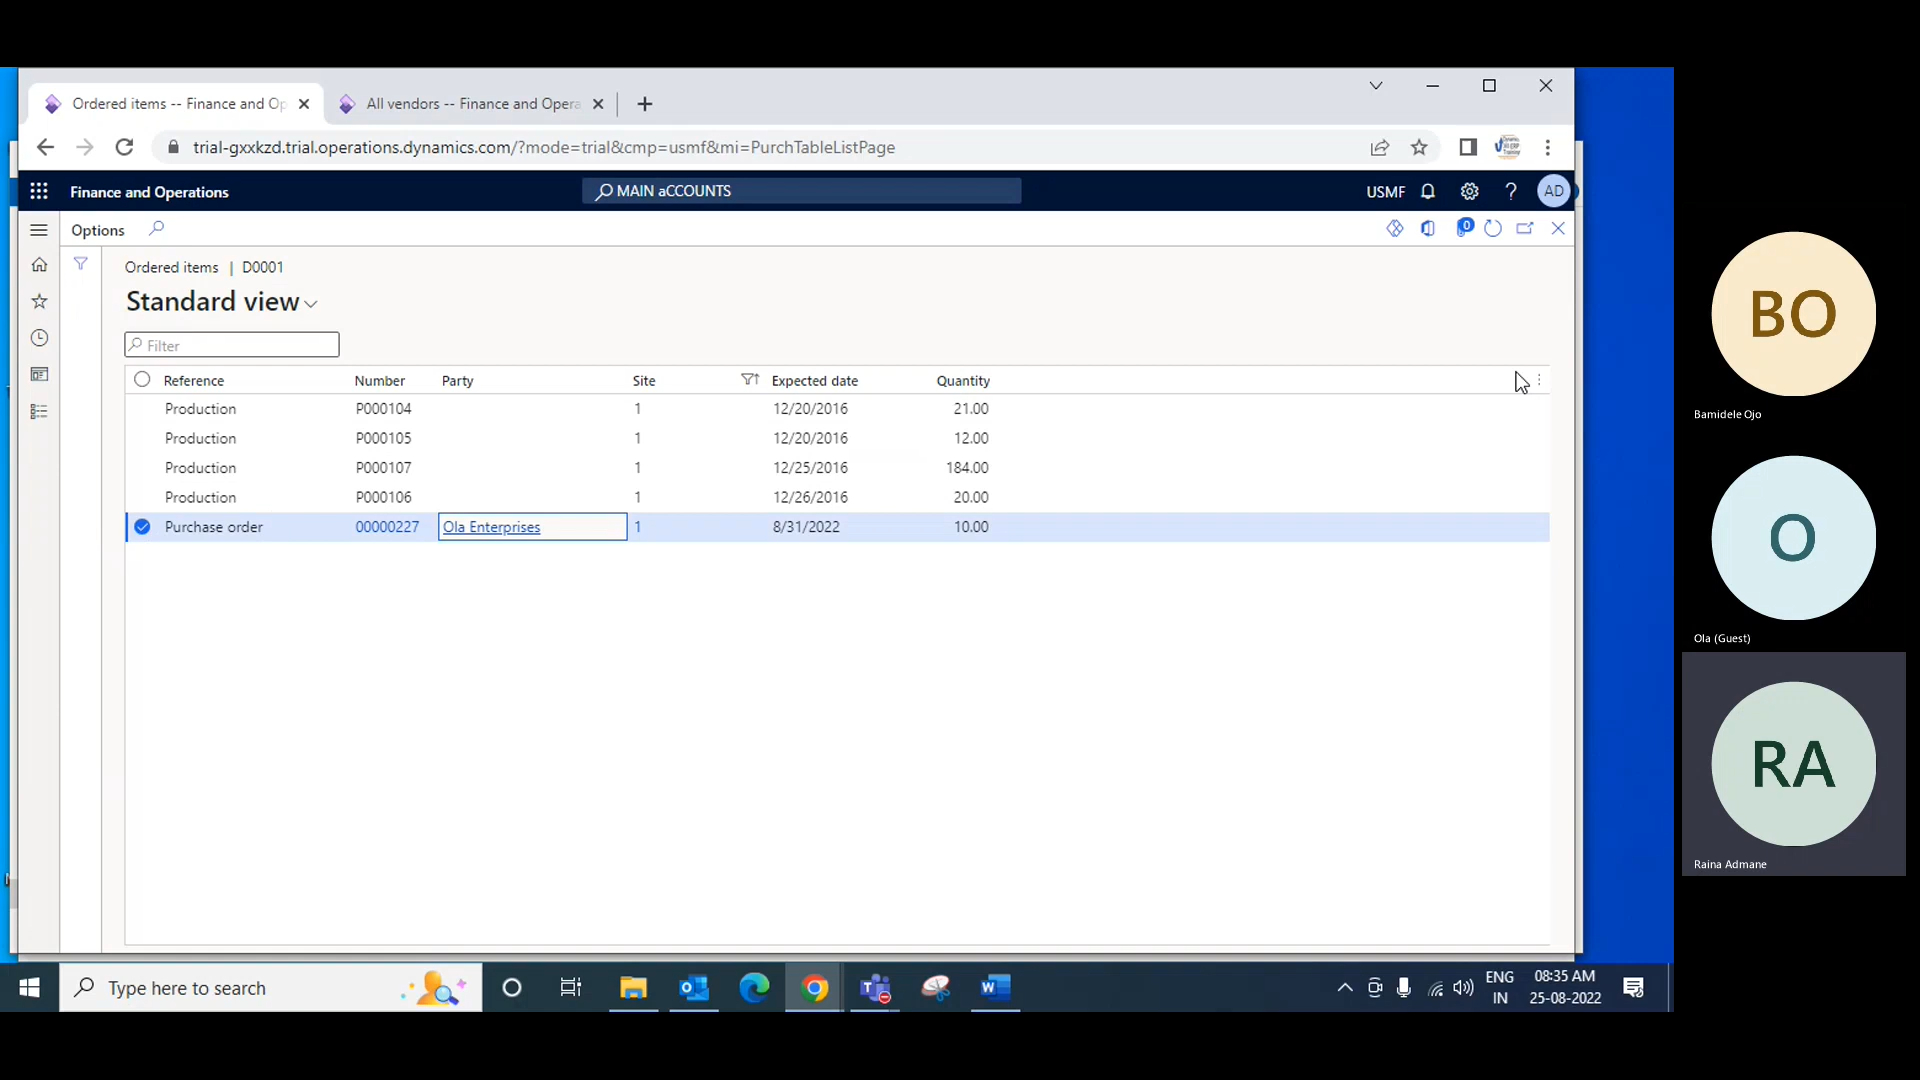 Ordered items -- Finance and Op
All vendors -- Finance and Opera
trial-gxxkzd.trial.operations.dynamics.com/?mode=trial&cmp=usmf&mi=PurchTableListPage
Finance and Operations
MAIN aCCOUNTS
USMF
AD
Options
0
Ordered items | D0001
Standard view
Filter
Reference Number Party Site Expected date Quantity
Production P000104 1 12/20/2016 21.00
Production P000105 1 12/20/2016 12.00
Production P000107 1 12/25/2016 184.00
Production P000106 1 12/26/2016 20.00
Purchase order 00000227 Ola Enterprises 1 8/31/2022 10.00
BO
Bamidele Ojo
O
Ola (Guest)
RA
Raina Admane
Type here to search
ENG
IN
08:35 AM
25-08-2022